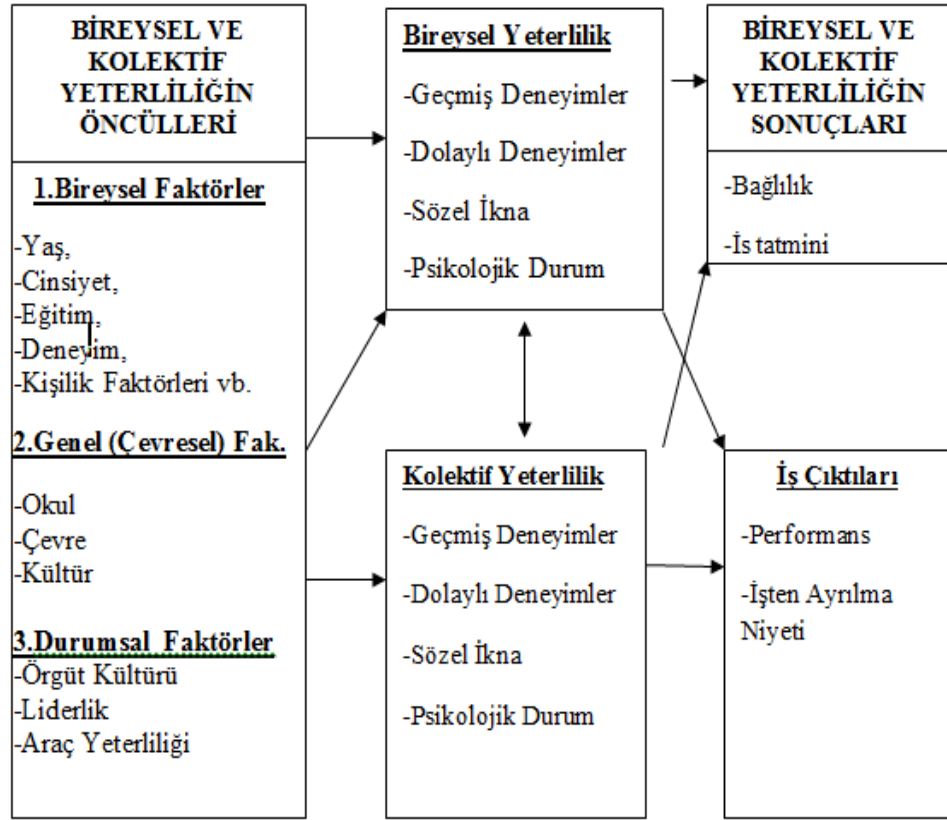 BİREYSEL VE
KOLEKTİF
YETERLİLİĞİN
ÖNCÜLLERİ
1.Bireysel Faktörler
-Yaş,
-Cinsiyet,
-Eğitim,
-Deneyim,
-Kişilik Faktörleri vb.
2.Genel (Çevresel) Fak.
-Okul
-Çevre
-Kültür
3.Durumsal Faktörler
-Örgüt Kültürü
-Liderlik
-Araç Yeterliliği
Bireysel Yeterlilik
-Geçmiş Deneyimler
-Dolaylı Deneyimler
-Sözel İkna
-Psikolojik Durum
Kolektif Yeterlilik
-Geçmiş Deneyimler
-Dolaylı Deneyimler
-Sözel İkna
-Psikolojik Durum
BİREYSEL VE
KOLEKTİF
YETERLİLİĞİN
SONUÇLARI
-Bağlılık
-İs tatmini
İş Çıktıları
-Performans
-İşten Ayrılma
Niyeti